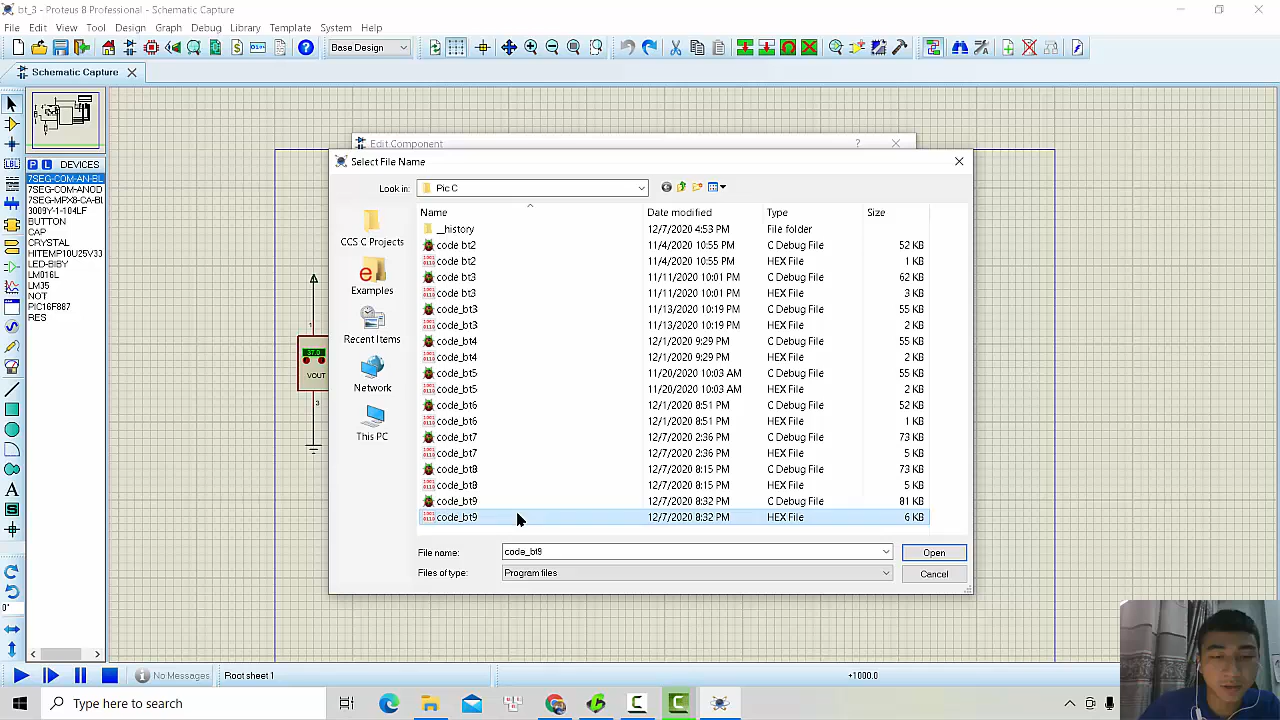 bt_3 - Proteus 8 Professional - Schematic Capture
File Edit View Tool Design Graph Debug Library Template System Help
Base Design
Schematic Capture
P L DEVICES
7SEG-COM-AN-BL
7SEG-COM-ANOD
7SEG-MPX8-CA-BL
3009Y-1-104LF
BUTTON
CAP
CRYSTAL
HITEMP10U25V33
LED-BIBY
LM016L
LM35
NOT
PIC16F887
RES
LBL
1
37.0
VOUT
3
Edit Component
Select File Name
Look in: Pic C
CCS C Projects
Examples
Recent Items
Network
This PC
Name Date modified Type Size
__history 12/7/2020 4:53 PM File folder
code bt2 11/4/2020 10:55 PM C Debug File 52 KB
code bt2 11/4/2020 10:55 PM HEX File 1 KB
code bt3 11/11/2020 10:01 PM C Debug File 62 KB
code bt3 11/11/2020 10:01 PM HEX File 3 KB
code_bt3 11/13/2020 10:19 PM C Debug File 55 KB
code_bt3 11/13/2020 10:19 PM HEX File 2 KB
code_bt4 12/1/2020 9:29 PM C Debug File 55 KB
code_bt4 12/1/2020 9:29 PM HEX File 2 KB
code_bt5 11/20/2020 10:03 AM C Debug File 55 KB
code_bt5 11/20/2020 10:03 AM HEX File 2 KB
code_bt6 12/1/2020 8:51 PM C Debug File 52 KB
code_bt6 12/1/2020 8:51 PM HEX File 1 KB
code_bt7 12/7/2020 2:36 PM C Debug File 73 KB
code_bt7 12/7/2020 2:36 PM HEX File 5 KB
code_bt8 12/7/2020 8:15 PM C Debug File 73 KB
code_bt8 12/7/2020 8:15 PM HEX File 5 KB
code_bt9 12/7/2020 8:32 PM C Debug File 81 KB
code_bt9 12/7/2020 8:32 PM HEX File 6 KB
File name: code_bt9 Open
Files of type: Program files Cancel
0°
No Messages Root sheet 1
Type here to search